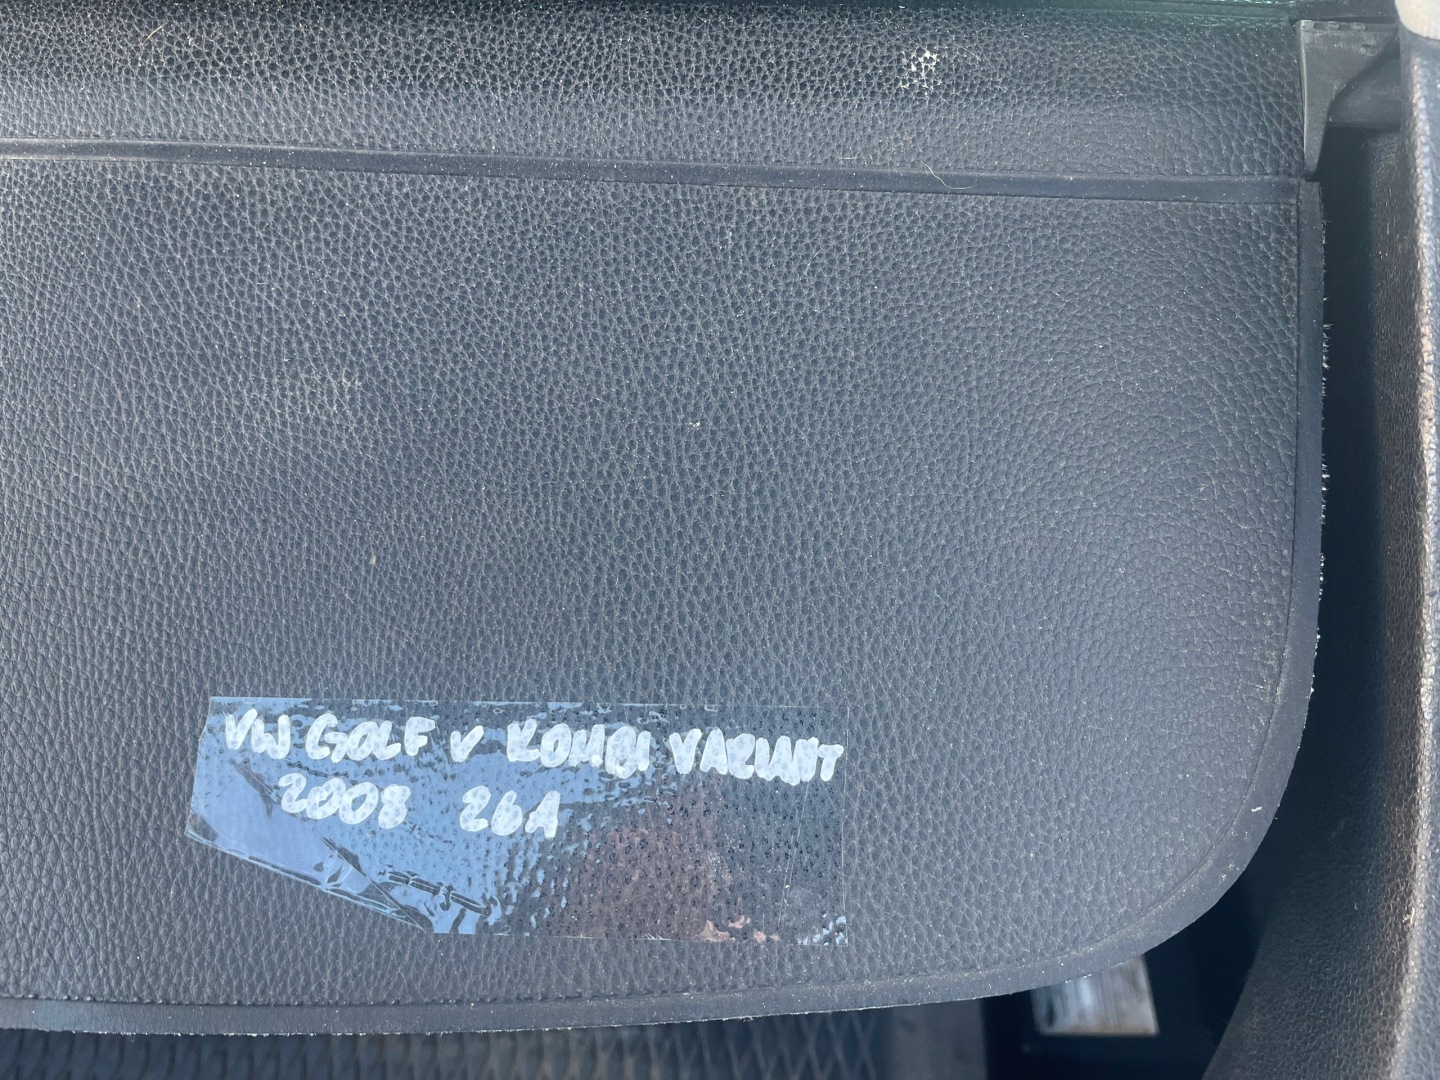 VW GOLF V KOMBI VARIANT
2008 26A